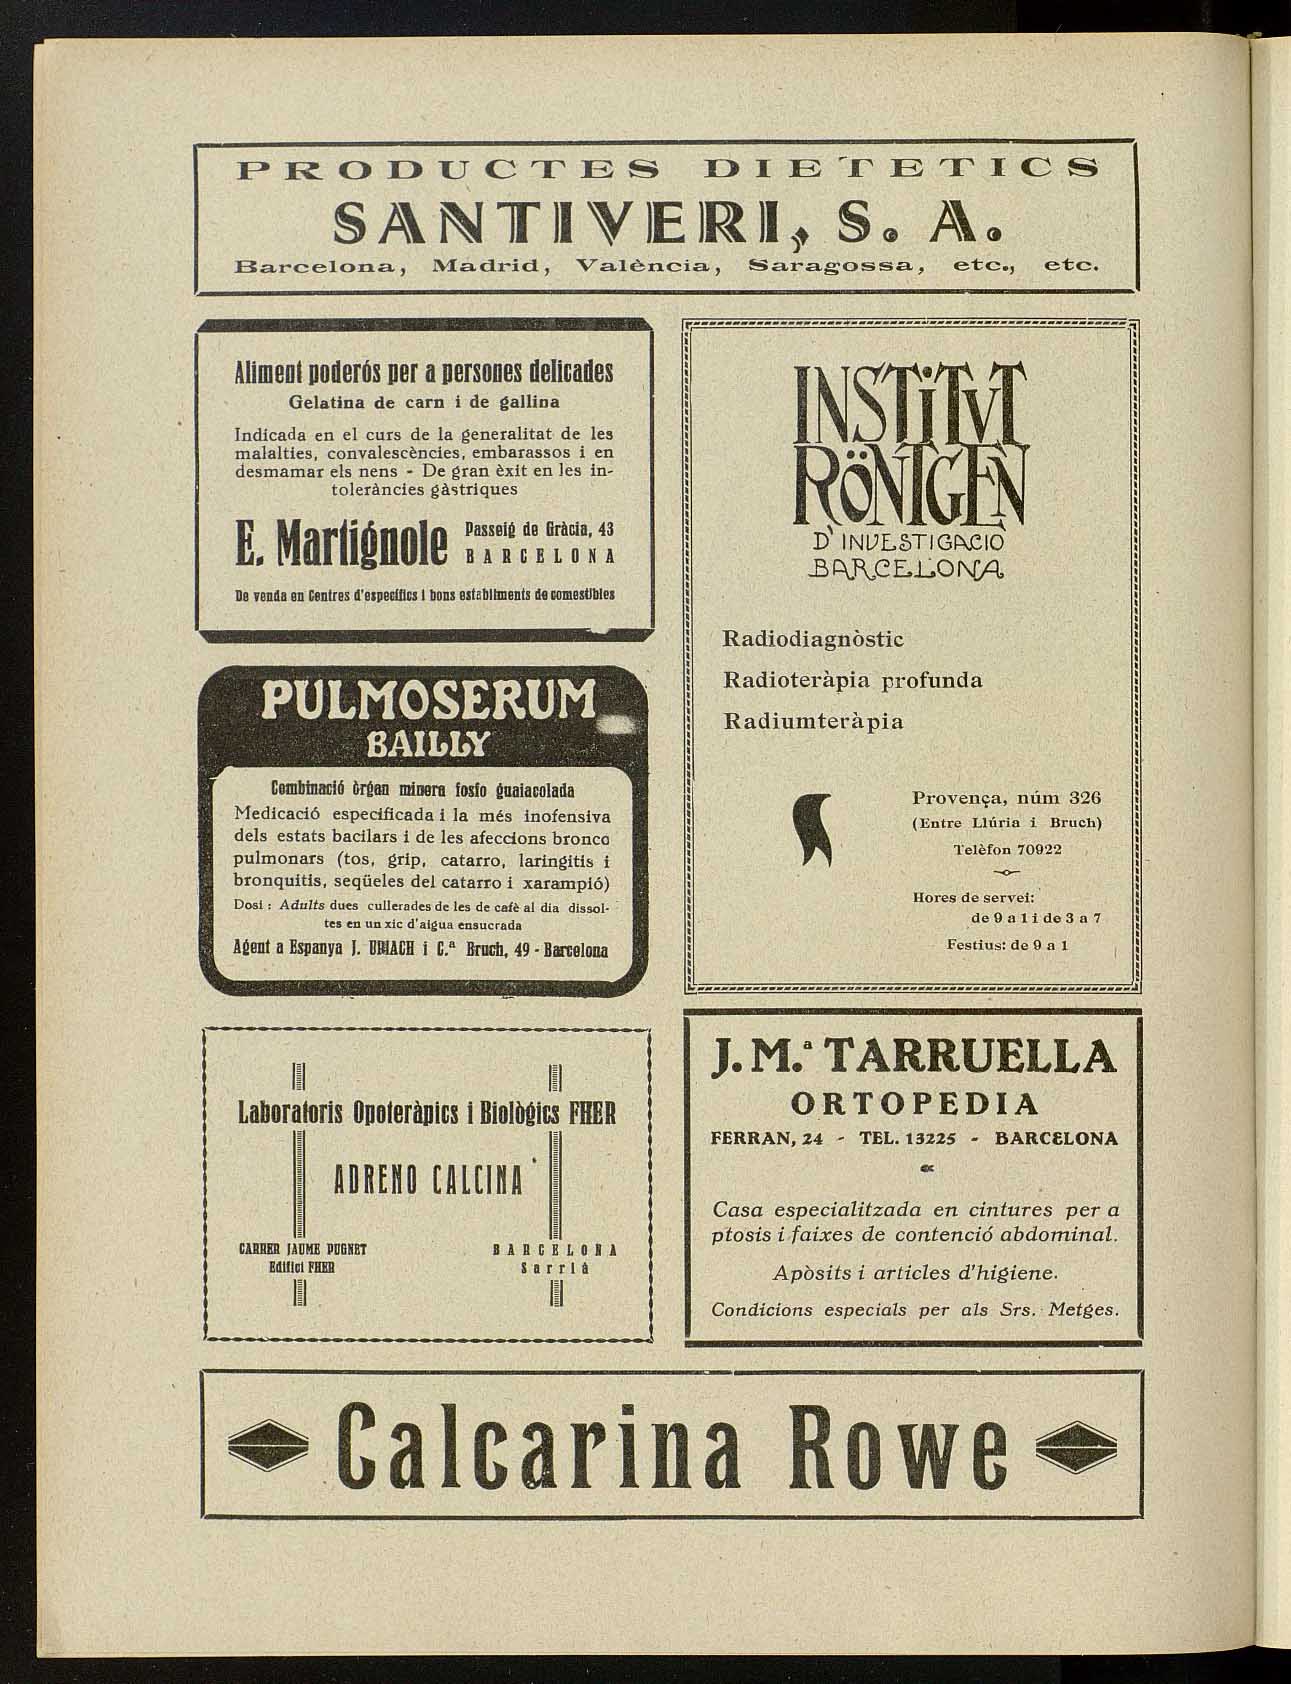 PRODUCTES DIETETICS
SANTIVERI, S. A.
Barcelona, Madrid, València, Saragossa, etc., etc.
Aliment poderós per a persones delicades
Gelatina de carn i de gallina
Indicada en el curs de la generalitat de les
malalties, convalescències, embarassos i en
desmamar els nens - De gran èxit en les in-
toleràncies gàstriques
E. Martignole
Passeig de Gràcia, 43
BARCELONA
De venda en Centres d'específics i bons establiments de comestibles
PULMOSERUM
BAILLY
Combinació òrgan minera fosfo guaiacolada
Medicació especificada i la més inofensiva
dels estats bacilars i de les afeccions bronco
pulmonars (tos, grip, catarro, laringitis i
bronquitis, seqüeles del catarro i xarampió)
Dosi : Adults dues cullerades de les de cafè al dia dissol-
tes en un xic d'aigua ensucrada
Agent a Espanya J. URIACH i C.ª Bruch, 49 - Barcelona
Laboratoris Opoteràpics i Biològics FHER
ADRENO CALCINA
CARRER JAUME PUGNET
Edifici FHER
BARCELONA
Sarrià
INSTiTVT
RÖNTGEN
D'INVESTIGACIO
BARCELONA
Radiodiagnòstic
Radioteràpia profunda
Radiumteràpia
Provença, núm 326
(Entre Llúria i Bruch)
Telèfon 70922
Hores de servei:
de 9 a 1 i de 3 a 7
Festius: de 9 a 1
J. M.ª TARRUELLA
ORTOPEDIA
FERRAN, 24 - TEL. 13225 - BARCELONA
Casa especialitzada en cintures per a
ptosis i faixes de contenció abdominal.
Apòsits i articles d'higiene.
Condicions especials per als Srs. Metges.
Calcarina Rowe